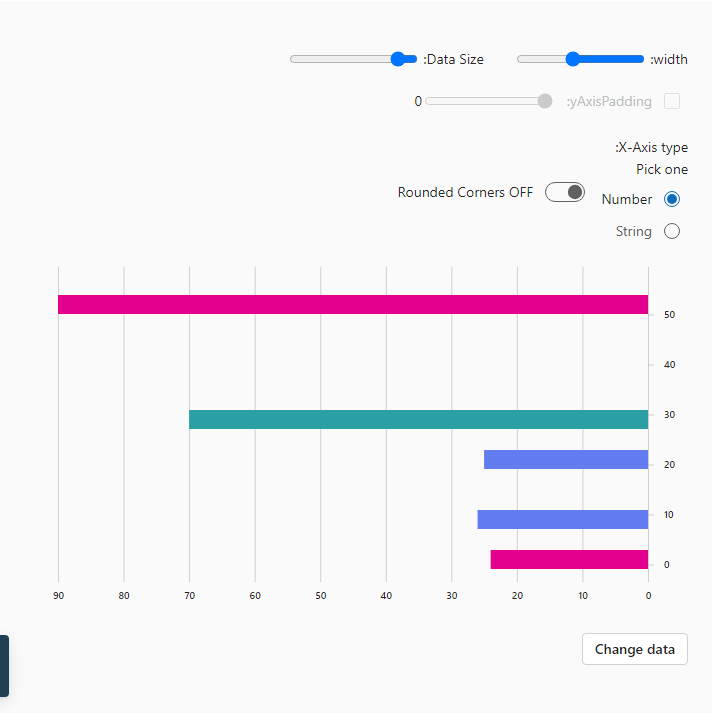 :width
:Data Size
:yAxisPadding
0
:X-Axis type
Pick one
Number
Rounded Corners OFF
String
50
40
30
20
10
0
90 80 70 60 50 40 30 20 10 0
Change data